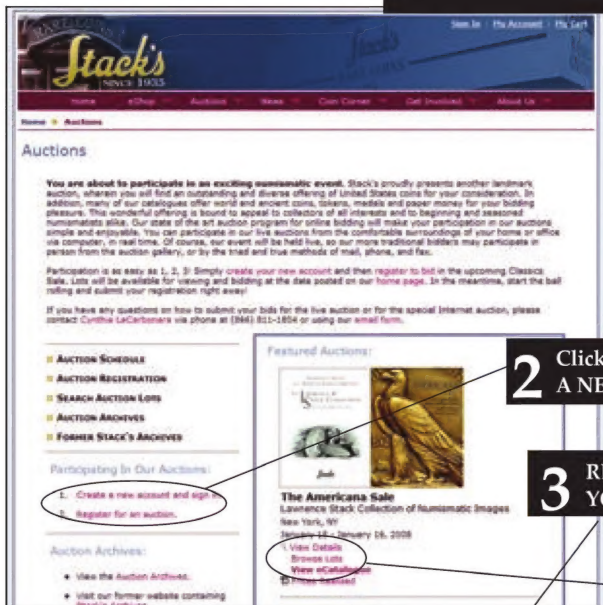 RARE COINS
Stack's
SINCE 1935
Stack's
RARE COINS
Sign In | My Account | My Cart
Home eShop Auctions News Coin Corner Get Involved About Us
Home Auctions
Auctions
You are about to participate in an exciting numismatic event. Stack's proudly presents another landmark
auction, wherein you will find an outstanding and diverse offering of United States coins for your consideration. In
addition, many of our catalogues offer world and ancient coins, tokens, medals and paper money for your bidding
pleasure. This wonderful offering is bound to appeal to collectors of all interests and to beginning and seasoned
numismatists alike. Our state of the art auction program for online bidding will make your participation in our auctions
simple and enjoyable. You can participate in our live auctions from the comfortable surroundings of your home or office
via computer, in real time. Of course, our event will be held live, so our more traditional bidders may participate in
person from the auction gallery, or by the tried and true methods of mail, phone, and fax.
Participation is as easy as 1, 2, 3! Simply create your new account and then register to bid in the upcoming Classics
Sale. Lots will be available for viewing and bidding at the date posted on our home page. In the meantime, start the ball
rolling and submit your registration right away!
If you have any questions on how to submit your bids for the live auction or for the special Internet auction, please
contact Cynthia LaCarbonara via phone at (866) 811-1804 or using our email form.
AUCTION SCHEDULE
AUCTION REGISTRATION
SEARCH AUCTION LOTS
AUCTION ARCHIVES
FORMER STACK'S ARCHIVES
Participating In Our Auctions:
1. Create a new account and sign in.
2. Register for an auction.
Auction Archives:
View the Auction Archives.
Visit our former website containing
Stack's Archives
Featured Auctions:
The Americana Sale
Lawrence Stack Collection of Numismatic Images
New York, NY
January 15 - January 16, 2008
View Details
Browse Lots
View eCatalogue
Prices Realized
2 Click
A NE
3 R
YO